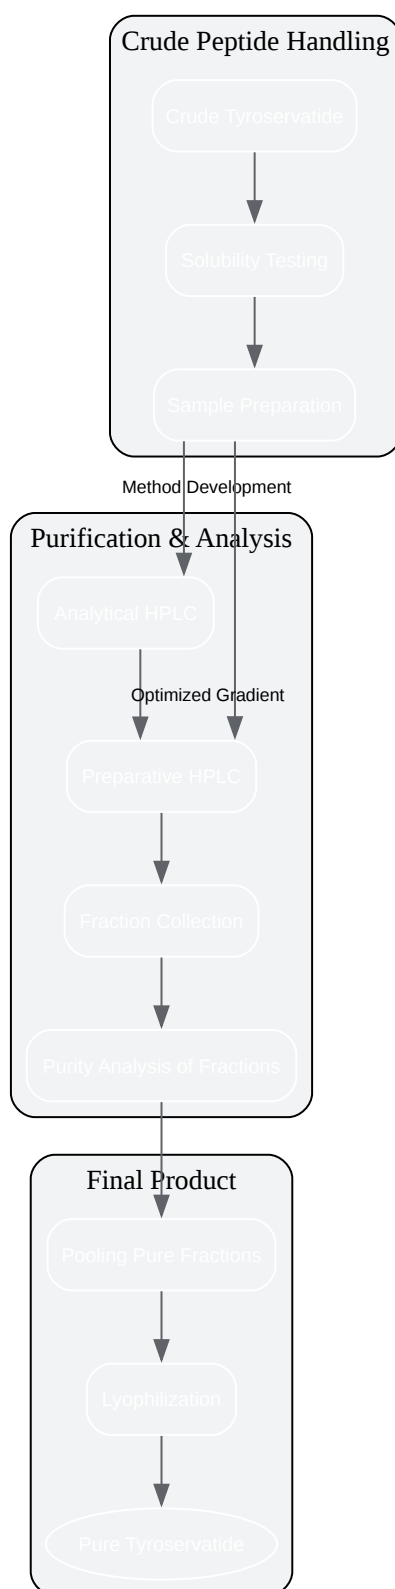 Crude Peptide Handling
Crude Tyroservatide
Solubility Testing
Sample Preparation
Method Development
Purification & Analysis
Analytical HPLC
Optimized Gradient
Preparative HPLC
Fraction Collection
Purity Analysis of Fractions
Final Product
Pooling Pure Fractions
Lyophilization
Pure Tyroservatide